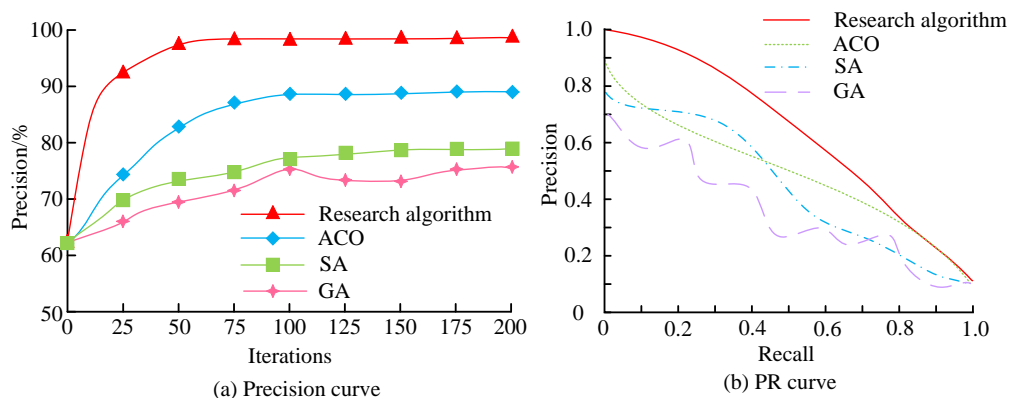 100
90
80
70
60
50
Precision/%
0
25
50
75
100
125
150
175
200
Iterations
Research algorithm
ACO
SA
GA
(a) Precision curve
1.0
0.8
0.6
0.4
0.2
0
Precision
0
0.2
0.4
0.6
0.8
1.0
Recall
Research algorithm
ACO
SA
GA
(b) PR curve